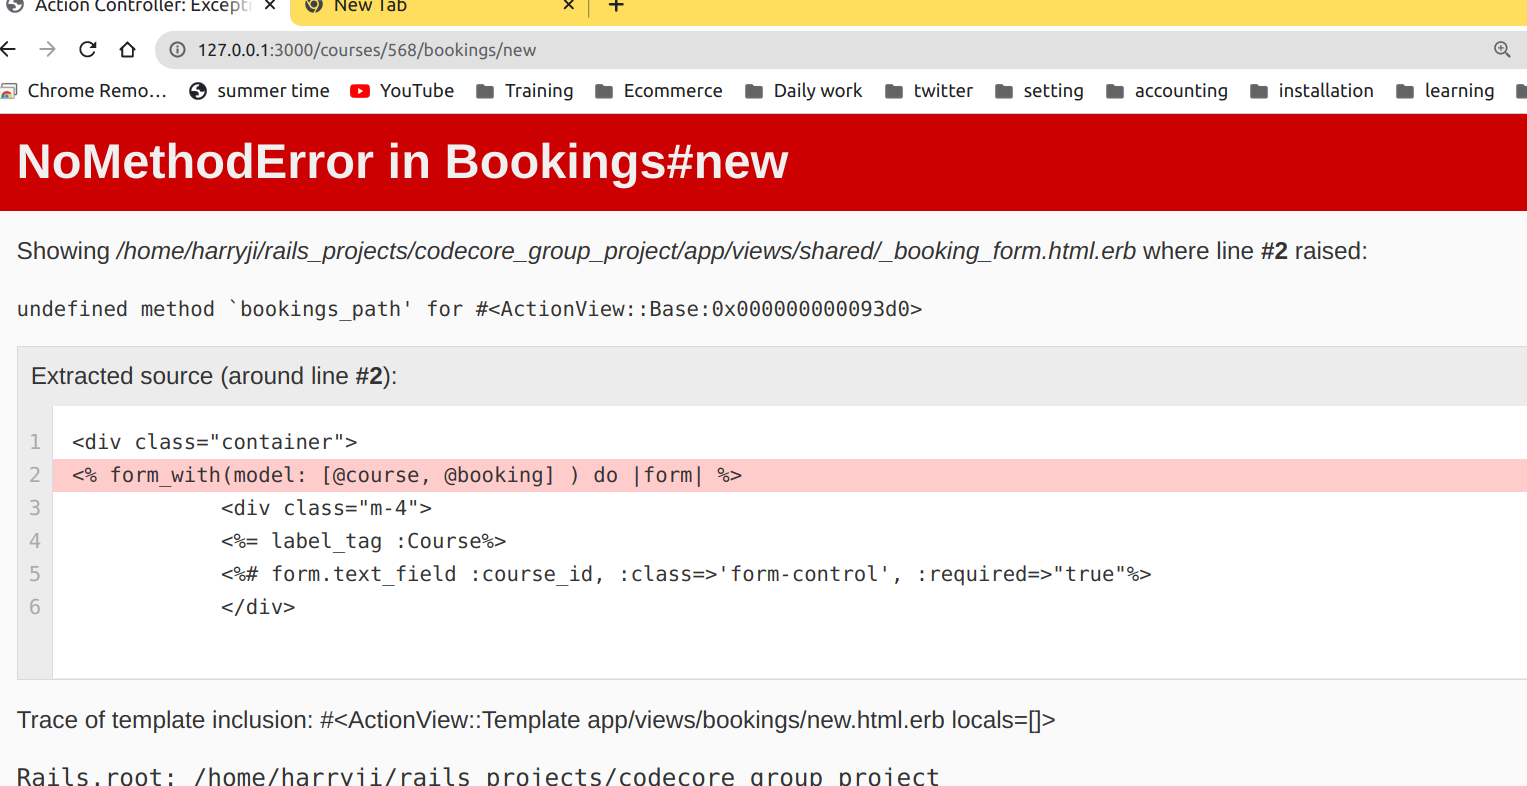 Action Controller: Excepti × New Tab × +
127.0.0.1:3000/courses/568/bookings/new
Chrome Remo... summer time YouTube Training Ecommerce Daily work twitter setting accounting installation learning
NoMethodError in Bookings#new
Showing /home/harryji/rails_projects/codecore_group_project/app/views/shared/_booking_form.html.erb where line #2 raised:
undefined method `bookings_path' for #<ActionView::Base:0x000000000093d0>
Extracted source (around line #2):
1 <div class="container">
2 <% form_with(model: [@course, @booking] ) do |form| %>
3 <div class="m-4">
4 <%= label_tag :Course%>
5 <%# form.text_field :course_id, :class=>'form-control', :required=>"true"%>
6 </div>
Trace of template inclusion: #<ActionView::Template app/views/bookings/new.html.erb locals=[]>
Rails.root: /home/harryji/rails_projects/codecore_group_project